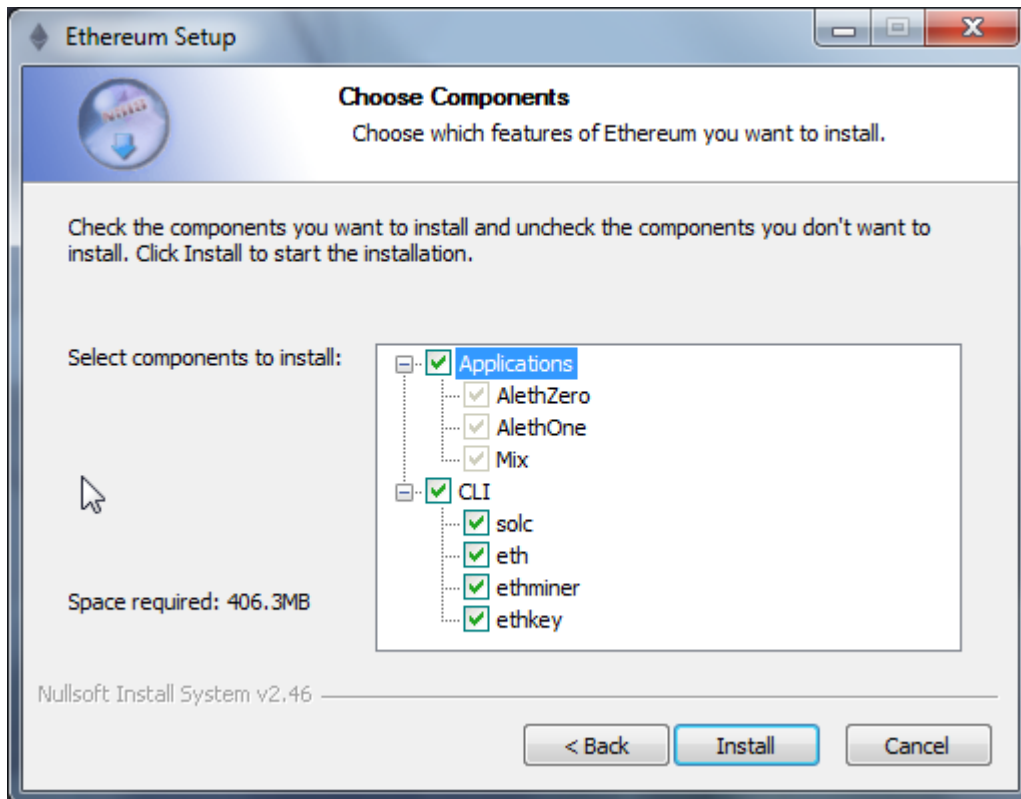 Ethereum Setup
Choose Components
Choose which features of Ethereum you want to install.
Check the components you want to install and uncheck the components you don't want to
install. Click Install to start the installation.
Select components to install:
Applications
AlethZero
AlethOne
Mix
CLI
solc
eth
ethminer
ethkey
Space required: 406.3MB
Nullsoft Install System v2.46
< Back
Install
Cancel